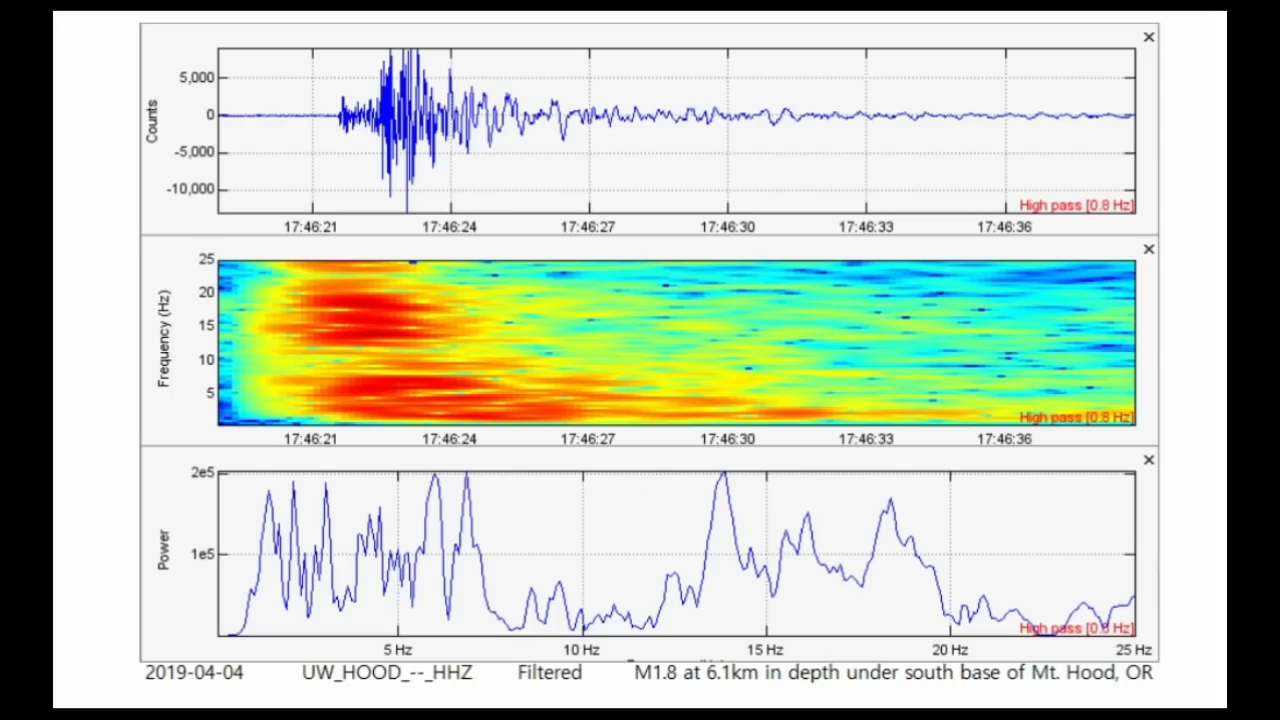 ×
Counts
5,000
0
-5,000
-10,000
High pass [0.8 Hz]
17:46:21 17:46:24 17:46:27 17:46:30 17:46:33 17:46:36
×
Frequency (Hz)
25
20
15
10
5
High pass [0.8 Hz]
17:46:21 17:46:24 17:46:27 17:46:30 17:46:33 17:46:36
×
Power
2e5
1e5
High pass [0.8 Hz]
5 Hz 10 Hz 15 Hz 20 Hz 25 Hz
2019-04-04 UW_HOOD_--_HHZ Filtered M1.8 at 6.1km in depth under south base of Mt. Hood, OR